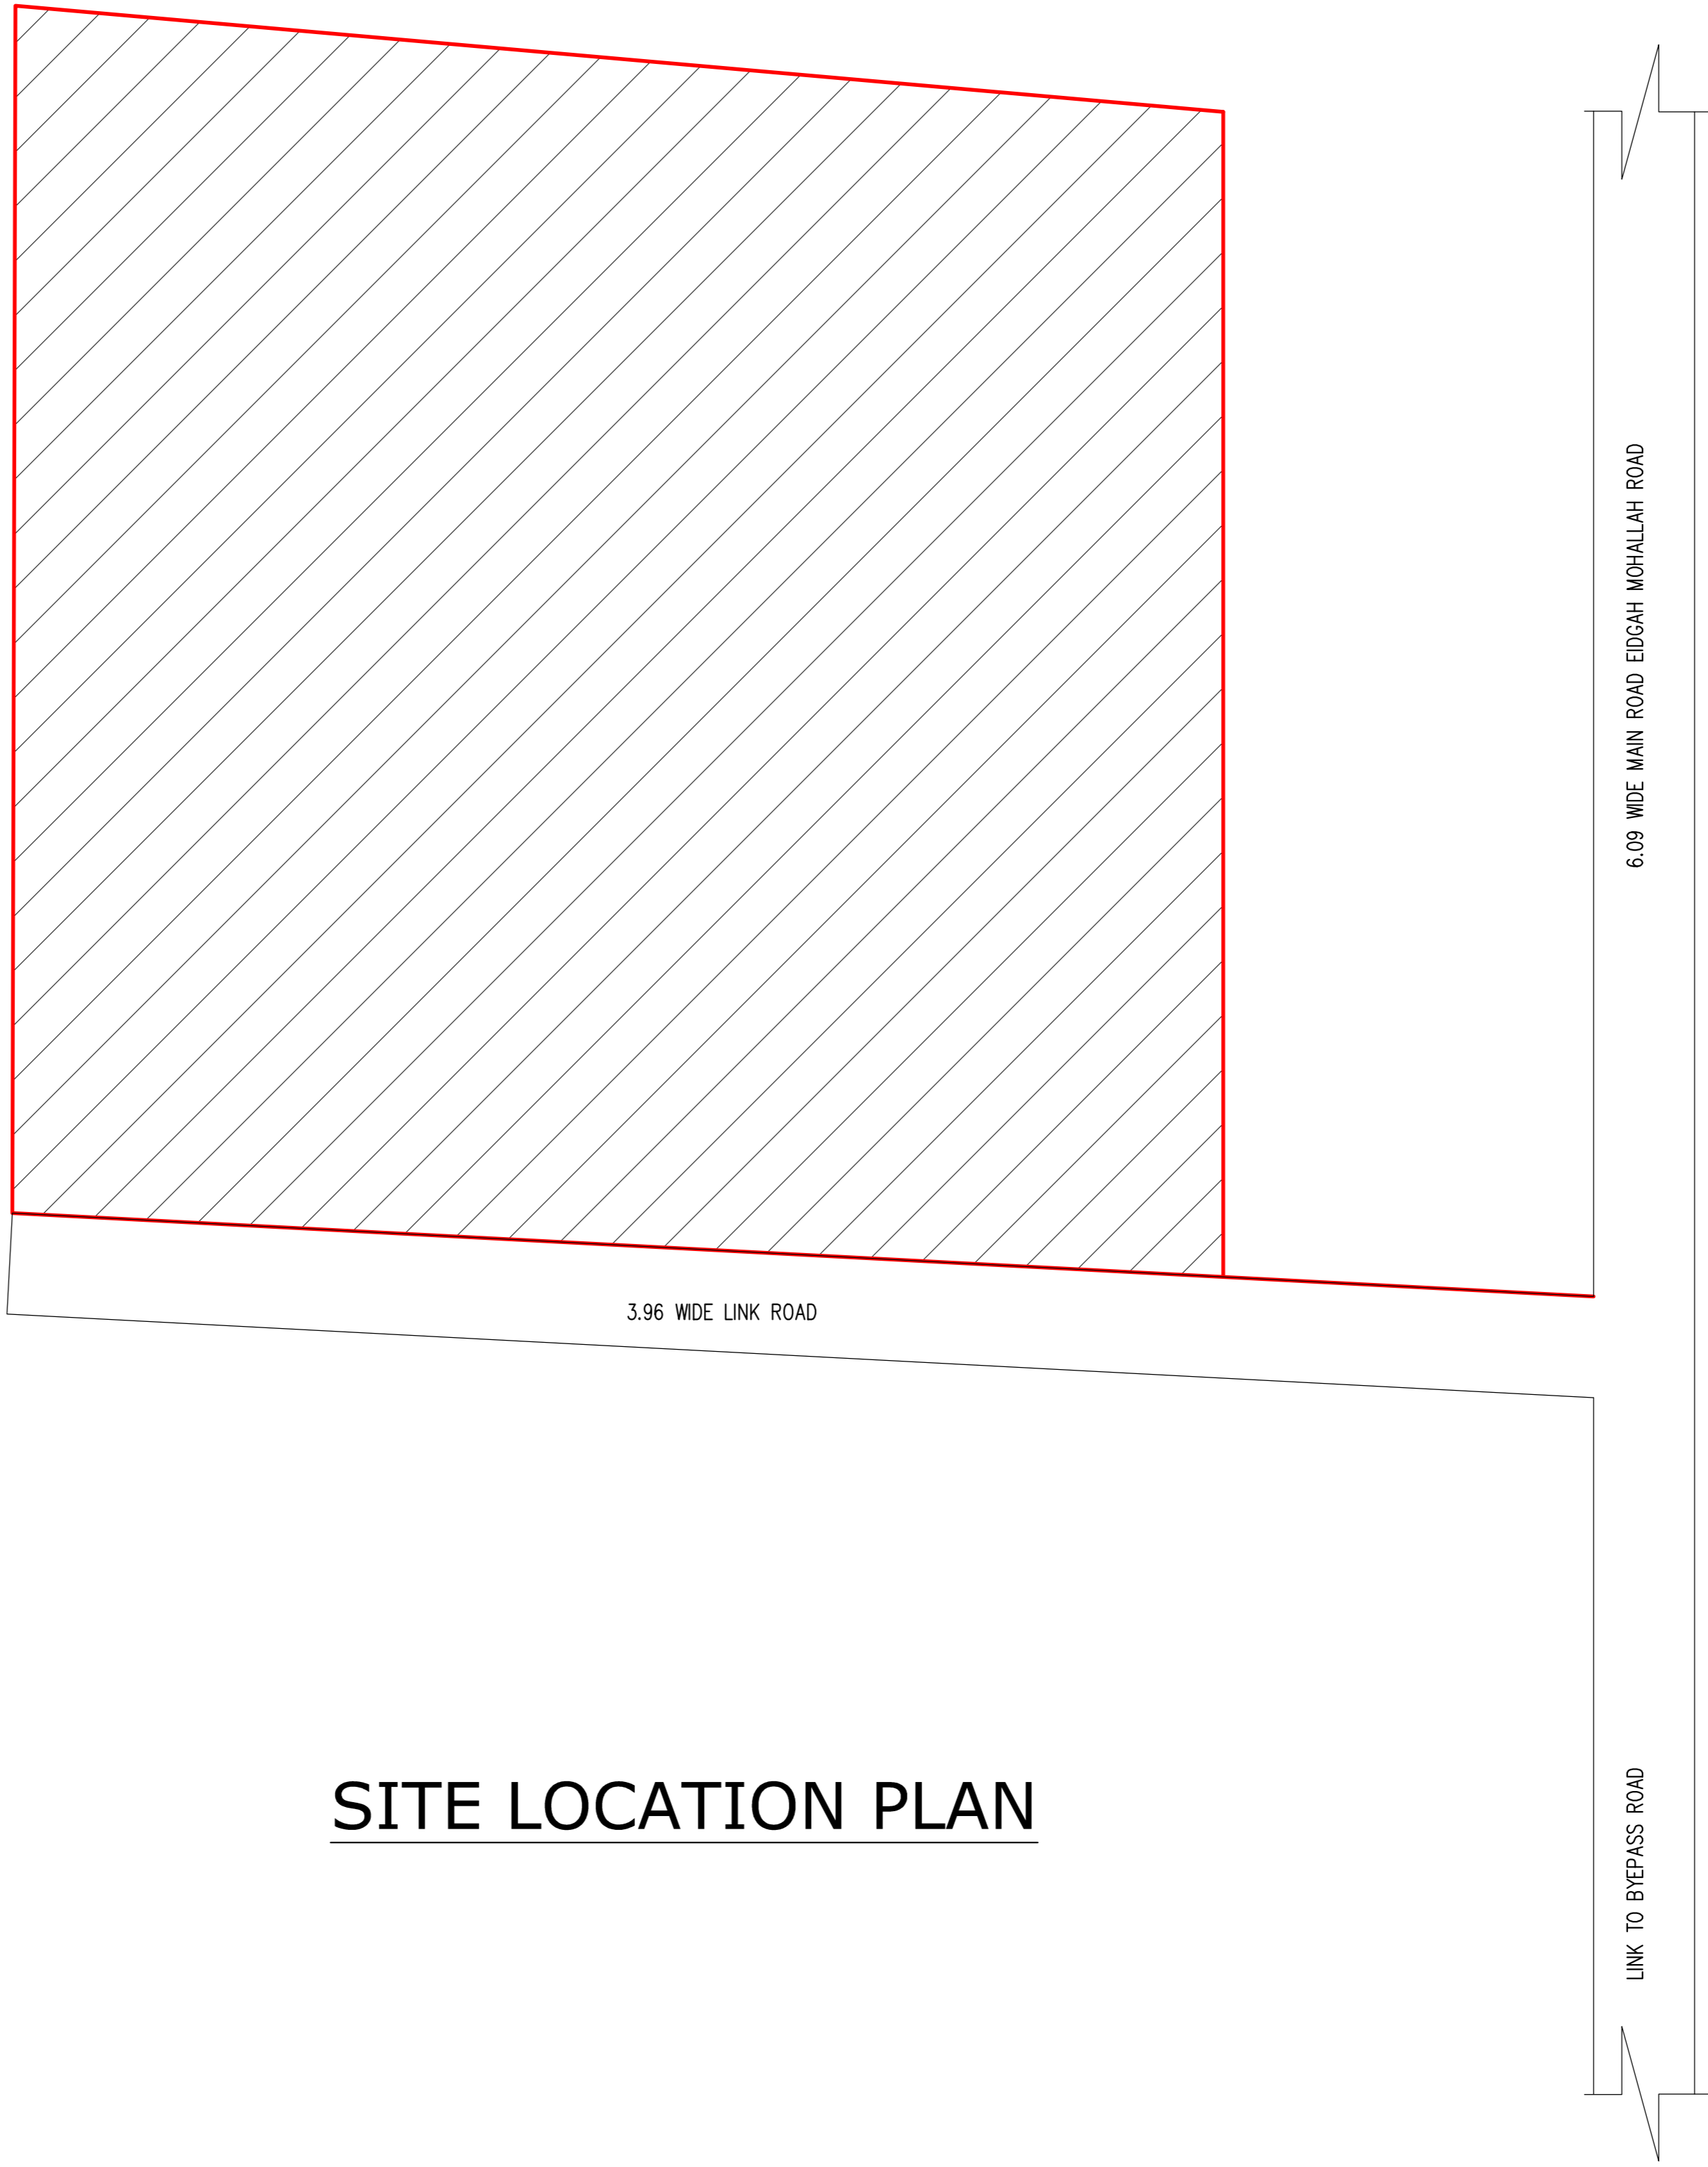 6.09 WIDE MAIN ROAD EIDGAH MOHALLAH ROAD
3.96 WIDE LINK ROAD
SITE LOCATION PLAN
LINK TO BYEPASS ROAD